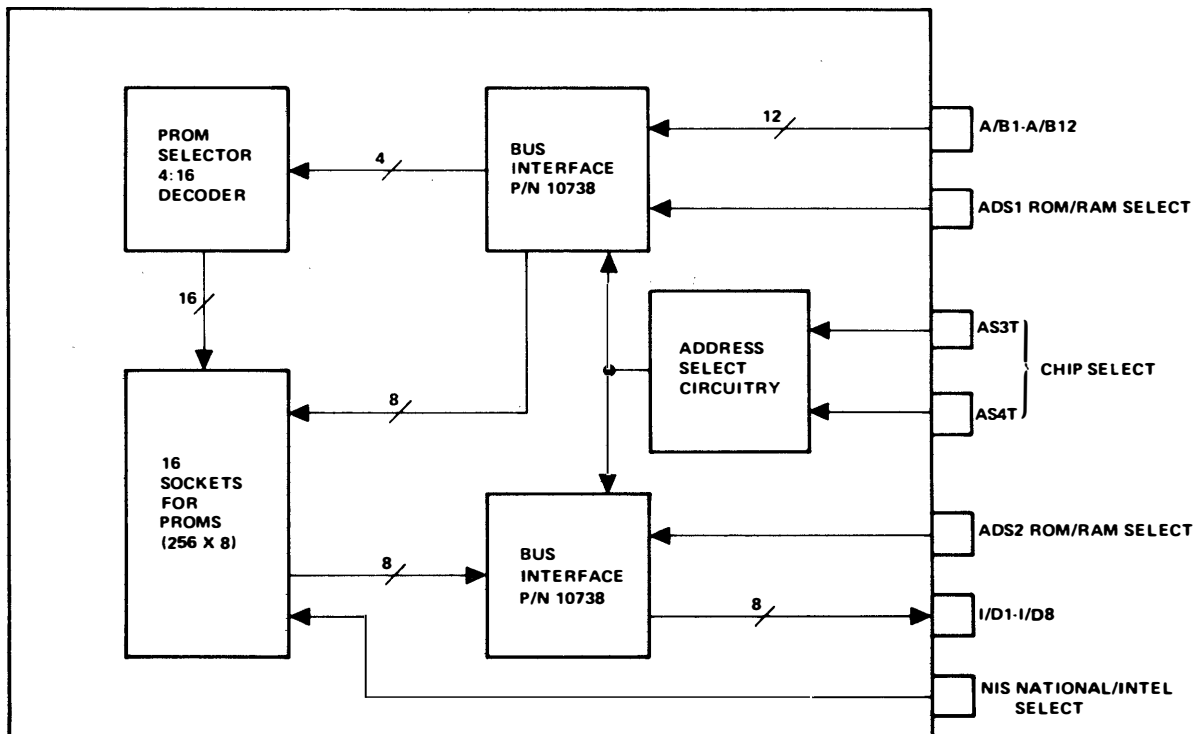 PROM
SELECTOR
4:16
DECODER
4
BUS
INTERFACE
P/N 10738
12
A/B1-A/B12
ADS1 ROM/RAM SELECT
16
ADDRESS
SELECT
CIRCUITRY
AS3T
CHIP SELECT
AS4T
8
16
SOCKETS
FOR
PROMS
(256 X 8)
8
BUS
INTERFACE
P/N 10738
ADS2 ROM/RAM SELECT
8
I/D1-I/D8
NIS NATIONAL/INTEL
SELECT